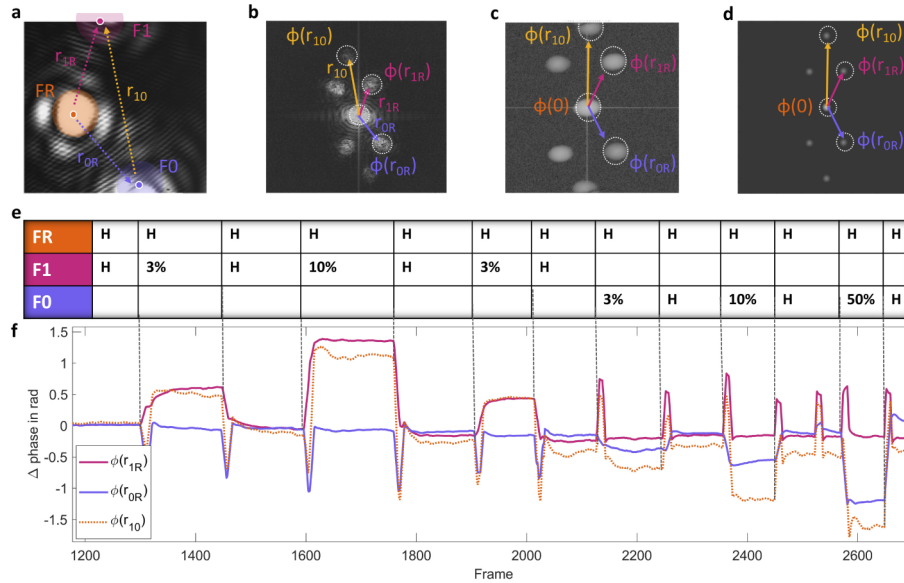 a
F1
r1R
FR
r10
r0R
F0
b
ϕ(r10)
r10
ϕ(r1R)
r1R
r0R
ϕ(r0R)
c
ϕ(r10)
ϕ(r1R)
ϕ(0)
ϕ(r0R)
d
ϕ(r10)
ϕ(r1R)
ϕ(0)
ϕ(r0R)
e
FR H H H H H H H H H H H H H
F1 H 3% H 10% H 3% H
F0 3% H 10% H 50% H
f
Δ phase in rad
1.5
1
0.5
0
-0.5
-1
-1.5
ϕ(r1R)
ϕ(r0R)
ϕ(r10)
1200 1400 1600 1800 2000 2200 2400 2600
Frame